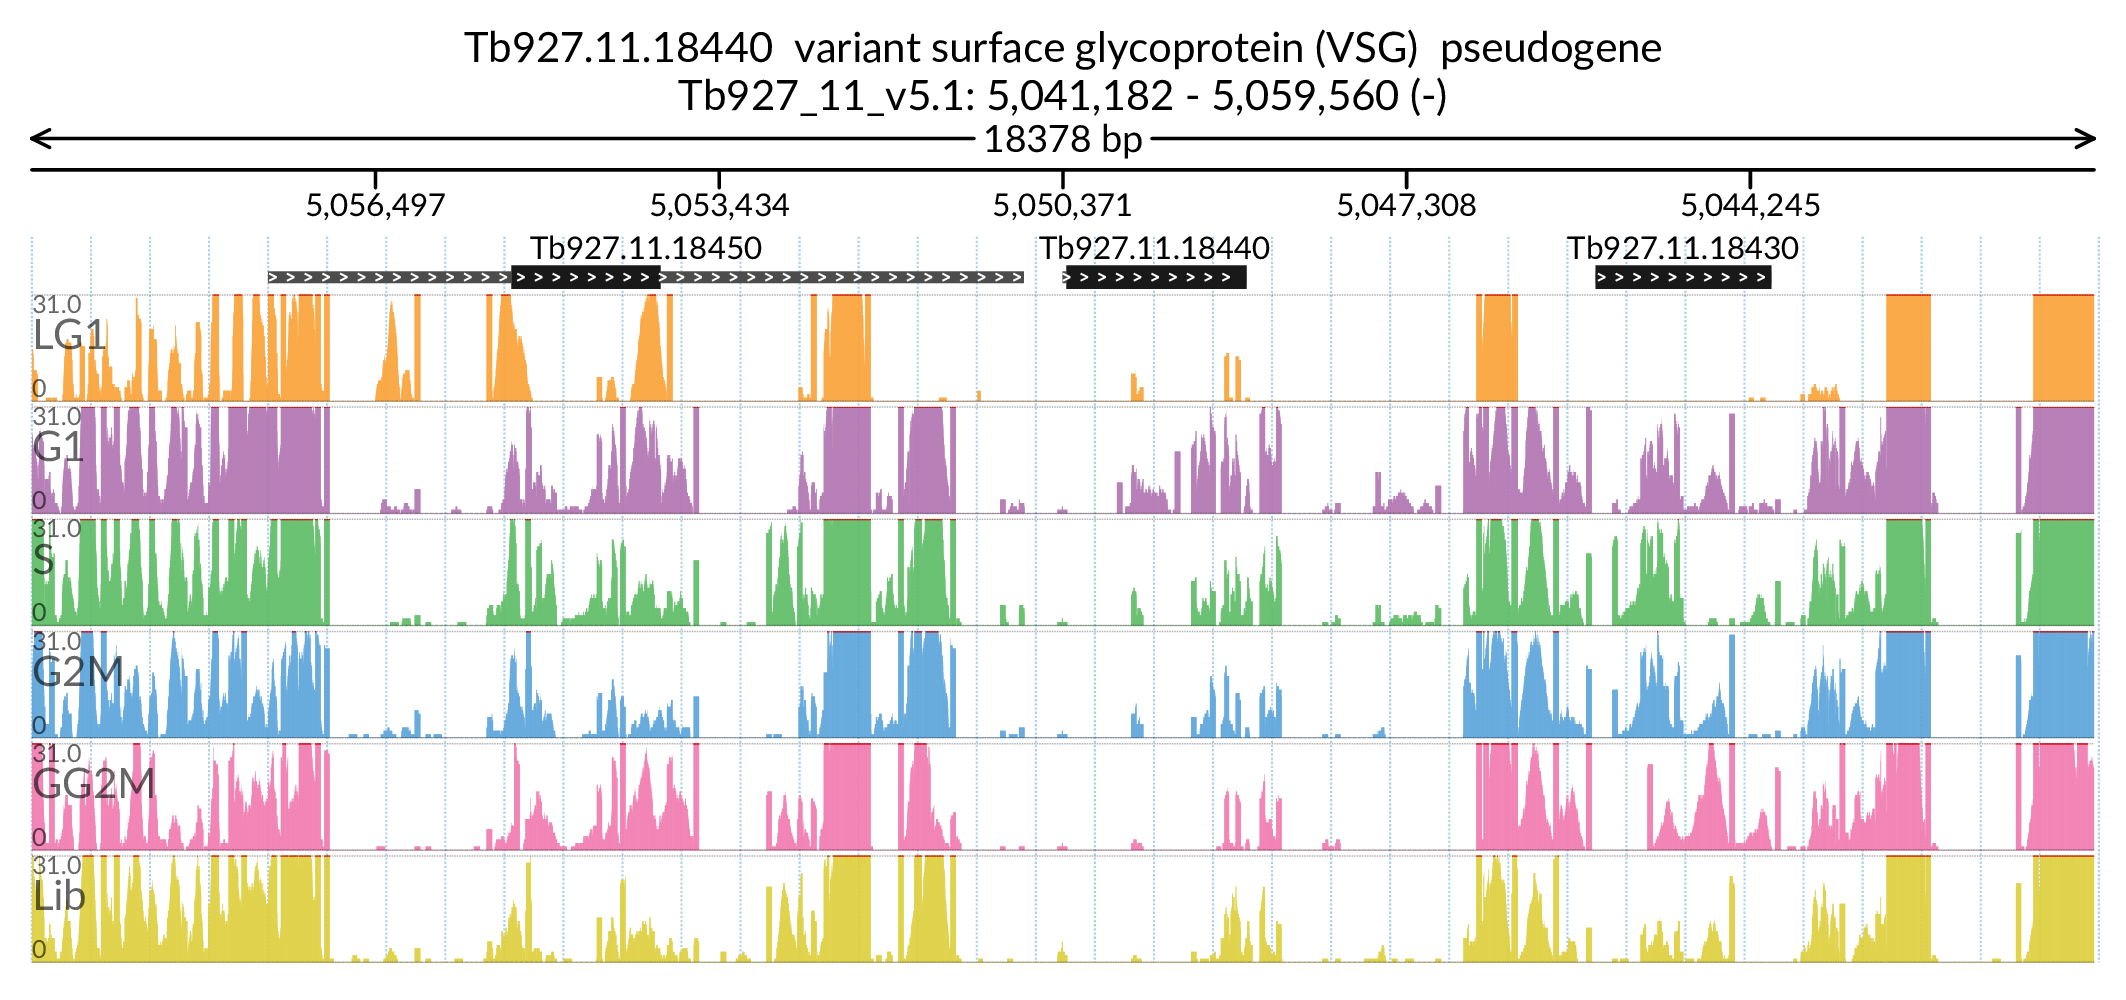 Tb927.11.18440 variant surface glycoprotein (VSG) pseudogene
Tb927_11_v5.1: 5,041,182 - 5,059,560 (-)
18378 bp
5,056,497 5,053,434 5,050,371 5,047,308 5,044,245
Tb927.11.18450 Tb927.11.18440 Tb927.11.18430
31.0
LG1
0
31.0
G1
0
31.0
S
0
31.0
G2M
0
31.0
GG2M
0
31.0
Lib
0